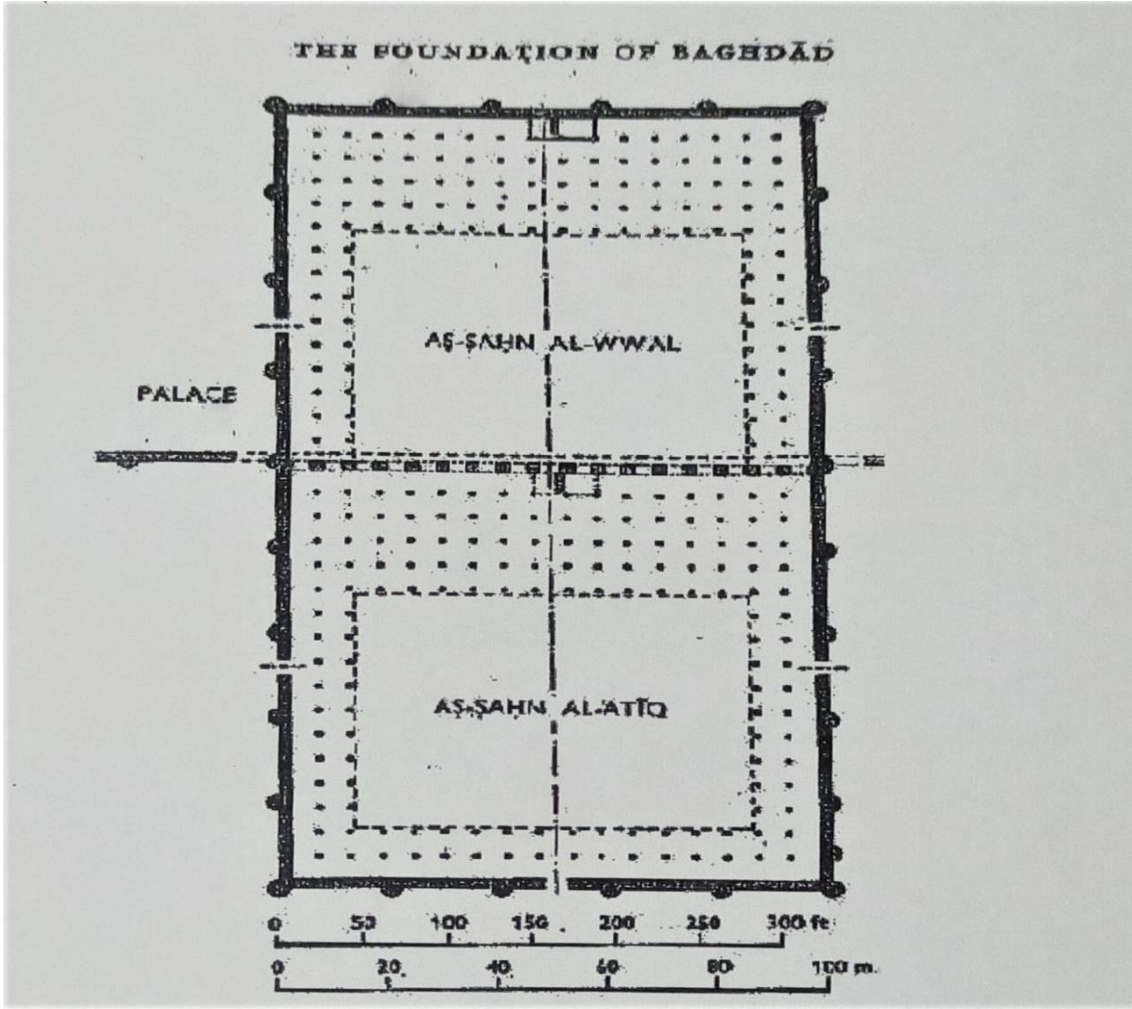 THE FOUNDATION OF BAGHDĀD
AṢ-ṢAḤN AL-WWAL
PALACE
AṢ-ṢAḤN AL-ATĪQ
0 50 100 150 200 250 300 ft
0 20 40 60 80 100 m.